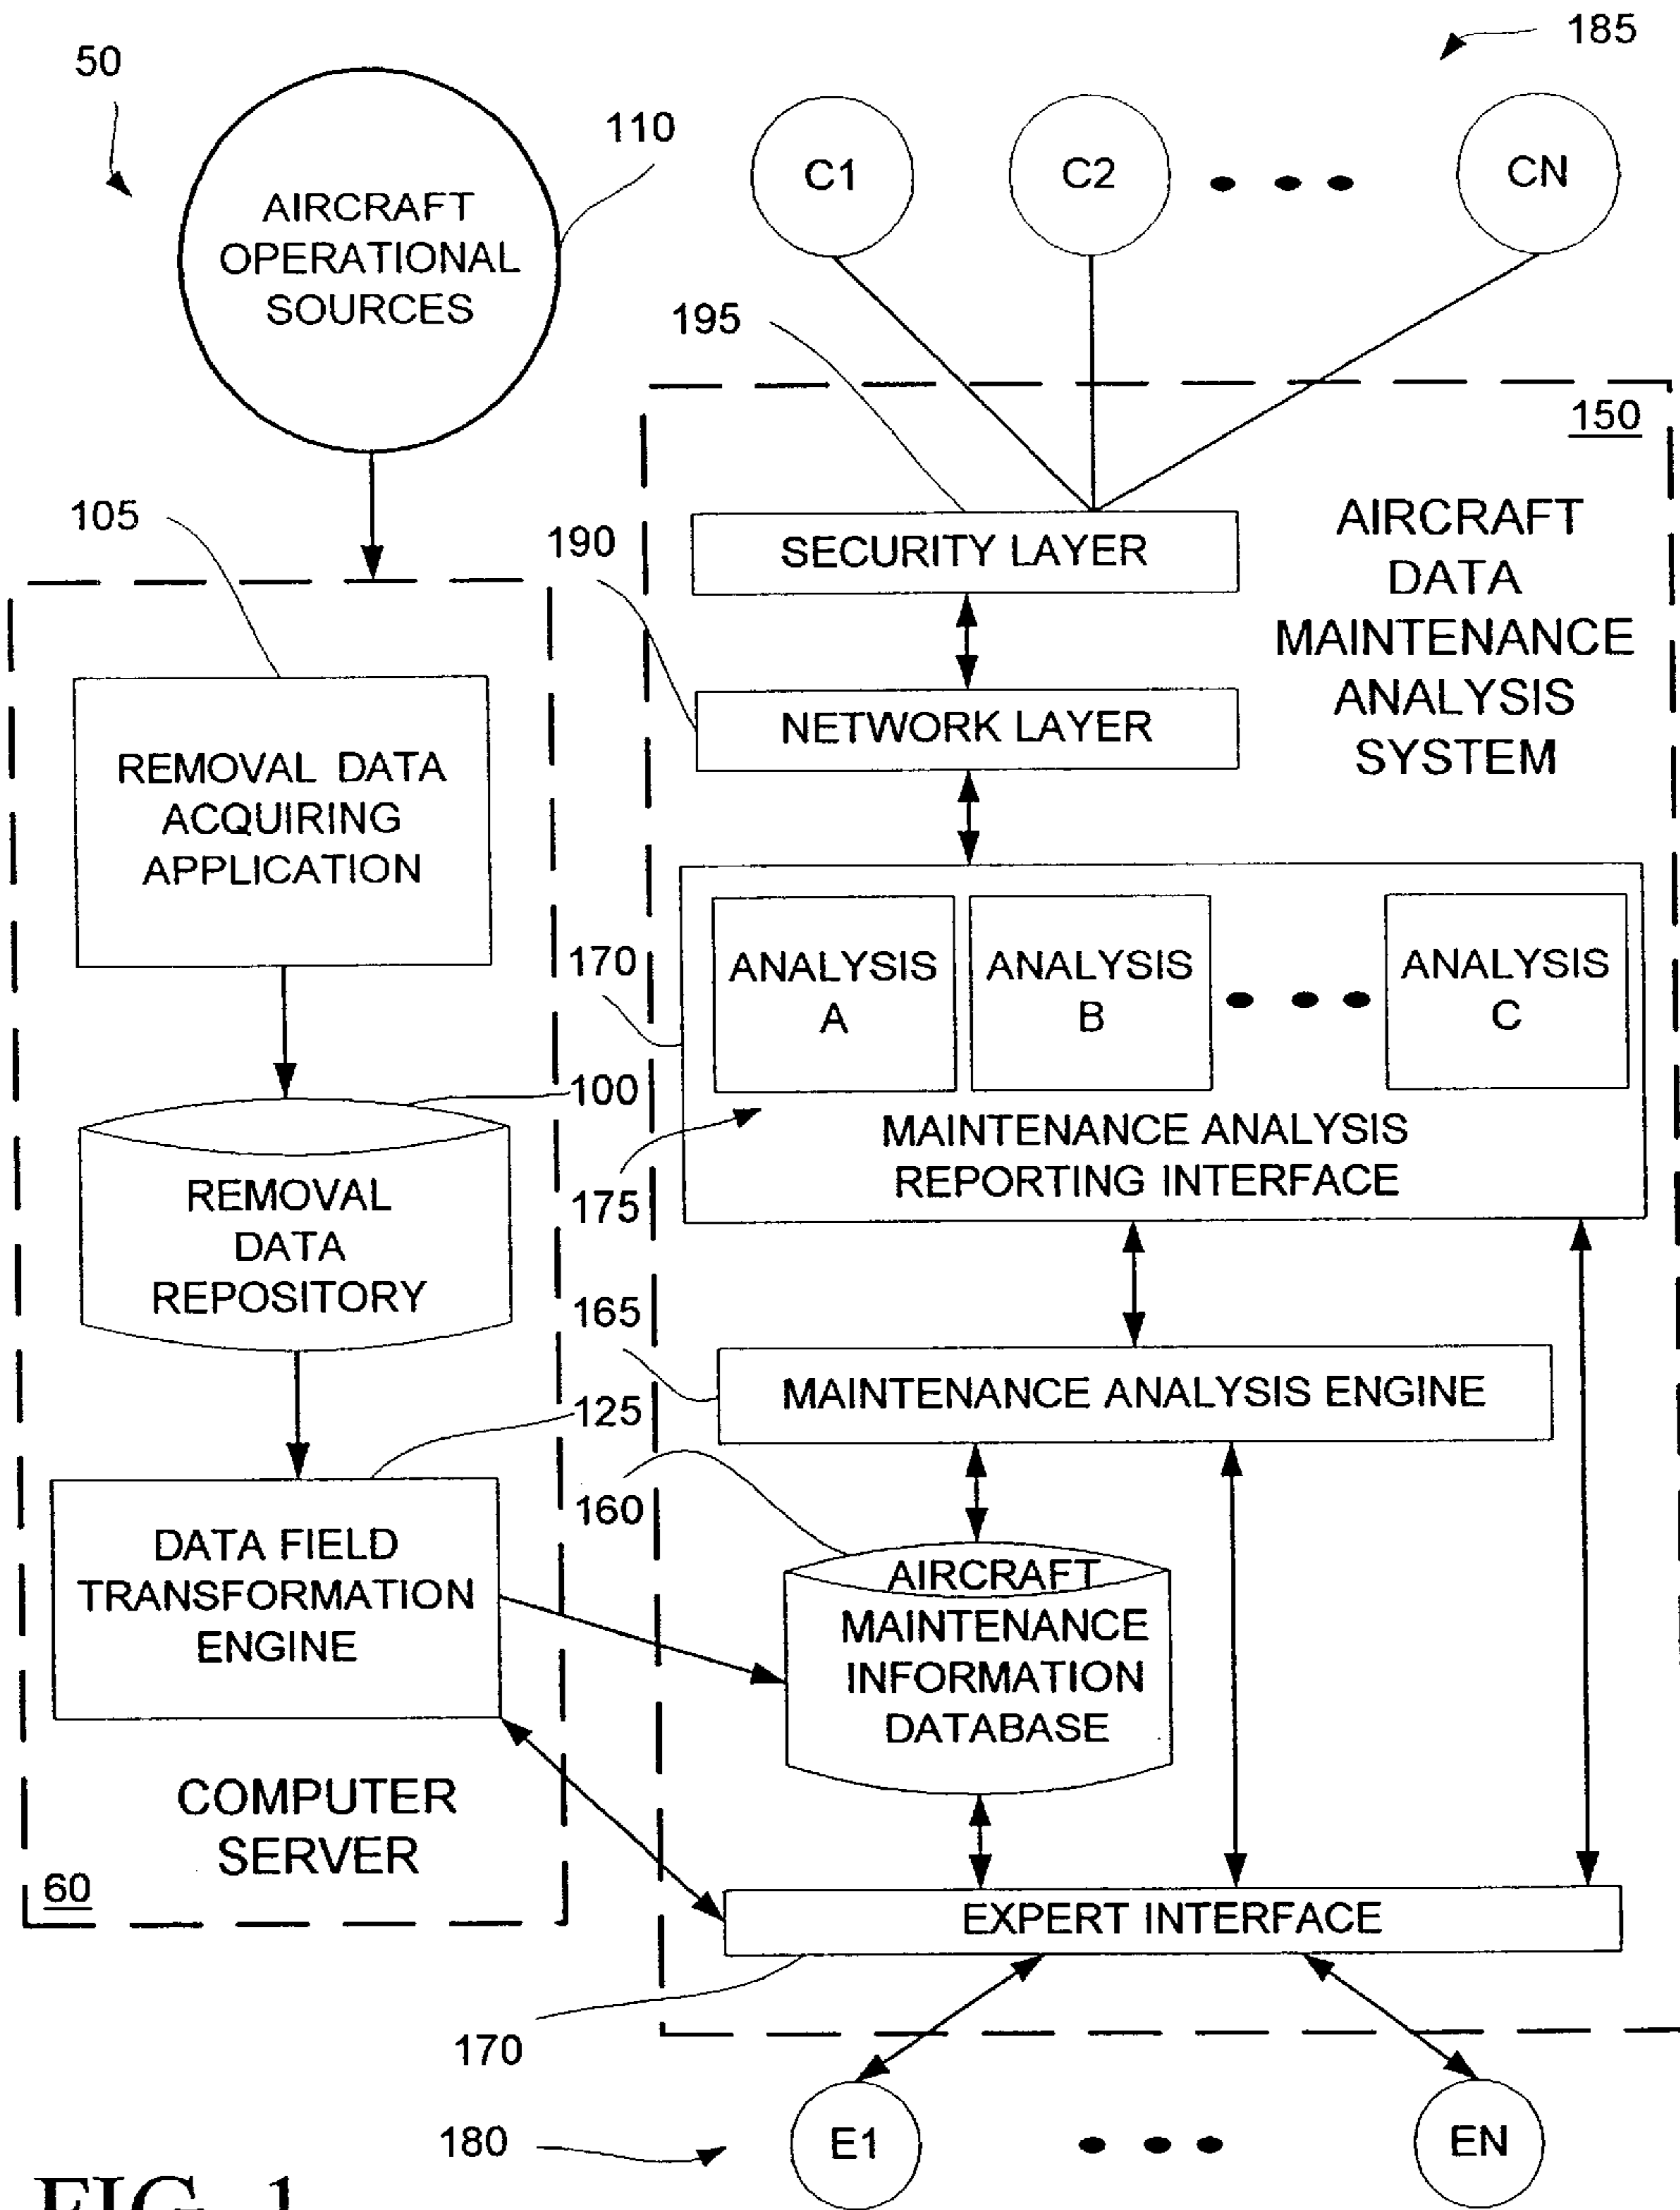 50
185
110
C1
C2
CN
AIRCRAFT
OPERATIONAL
SOURCES
195
150
105
190
SECURITY LAYER
AIRCRAFT
DATA
MAINTENANCE
ANALYSIS
SYSTEM
NETWORK LAYER
REMOVAL DATA
ACQUIRING
APPLICATION
170
ANALYSIS
A
ANALYSIS
B
ANALYSIS
C
100
MAINTENANCE ANALYSIS
REPORTING INTERFACE
175
REMOVAL
DATA
REPOSITORY
165
MAINTENANCE ANALYSIS ENGINE
125
160
DATA FIELD
TRANSFORMATION
ENGINE
AIRCRAFT
MAINTENANCE
INFORMATION
DATABASE
COMPUTER
SERVER
60
EXPERT INTERFACE
170
180
E1
EN
FIG. 1